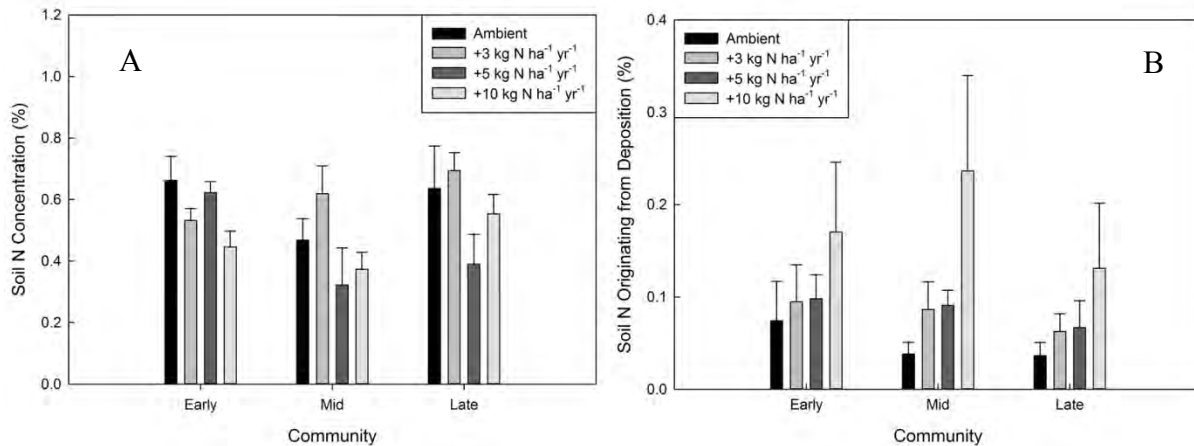 A
Ambient
+3 kg N ha⁻¹ yr⁻¹
+5 kg N ha⁻¹ yr⁻¹
+10 kg N ha⁻¹ yr⁻¹
Soil N Concentration (%)
1.2
1.0
0.8
0.6
0.4
0.2
0.0
Early Mid Late
Community
B
Ambient
+3 kg N ha⁻¹ yr⁻¹
+5 kg N ha⁻¹ yr⁻¹
+10 kg N ha⁻¹ yr⁻¹
Soil N Originating from Deposition (%)
0.4
0.3
0.2
0.1
0.0
Early Mid Late
Community